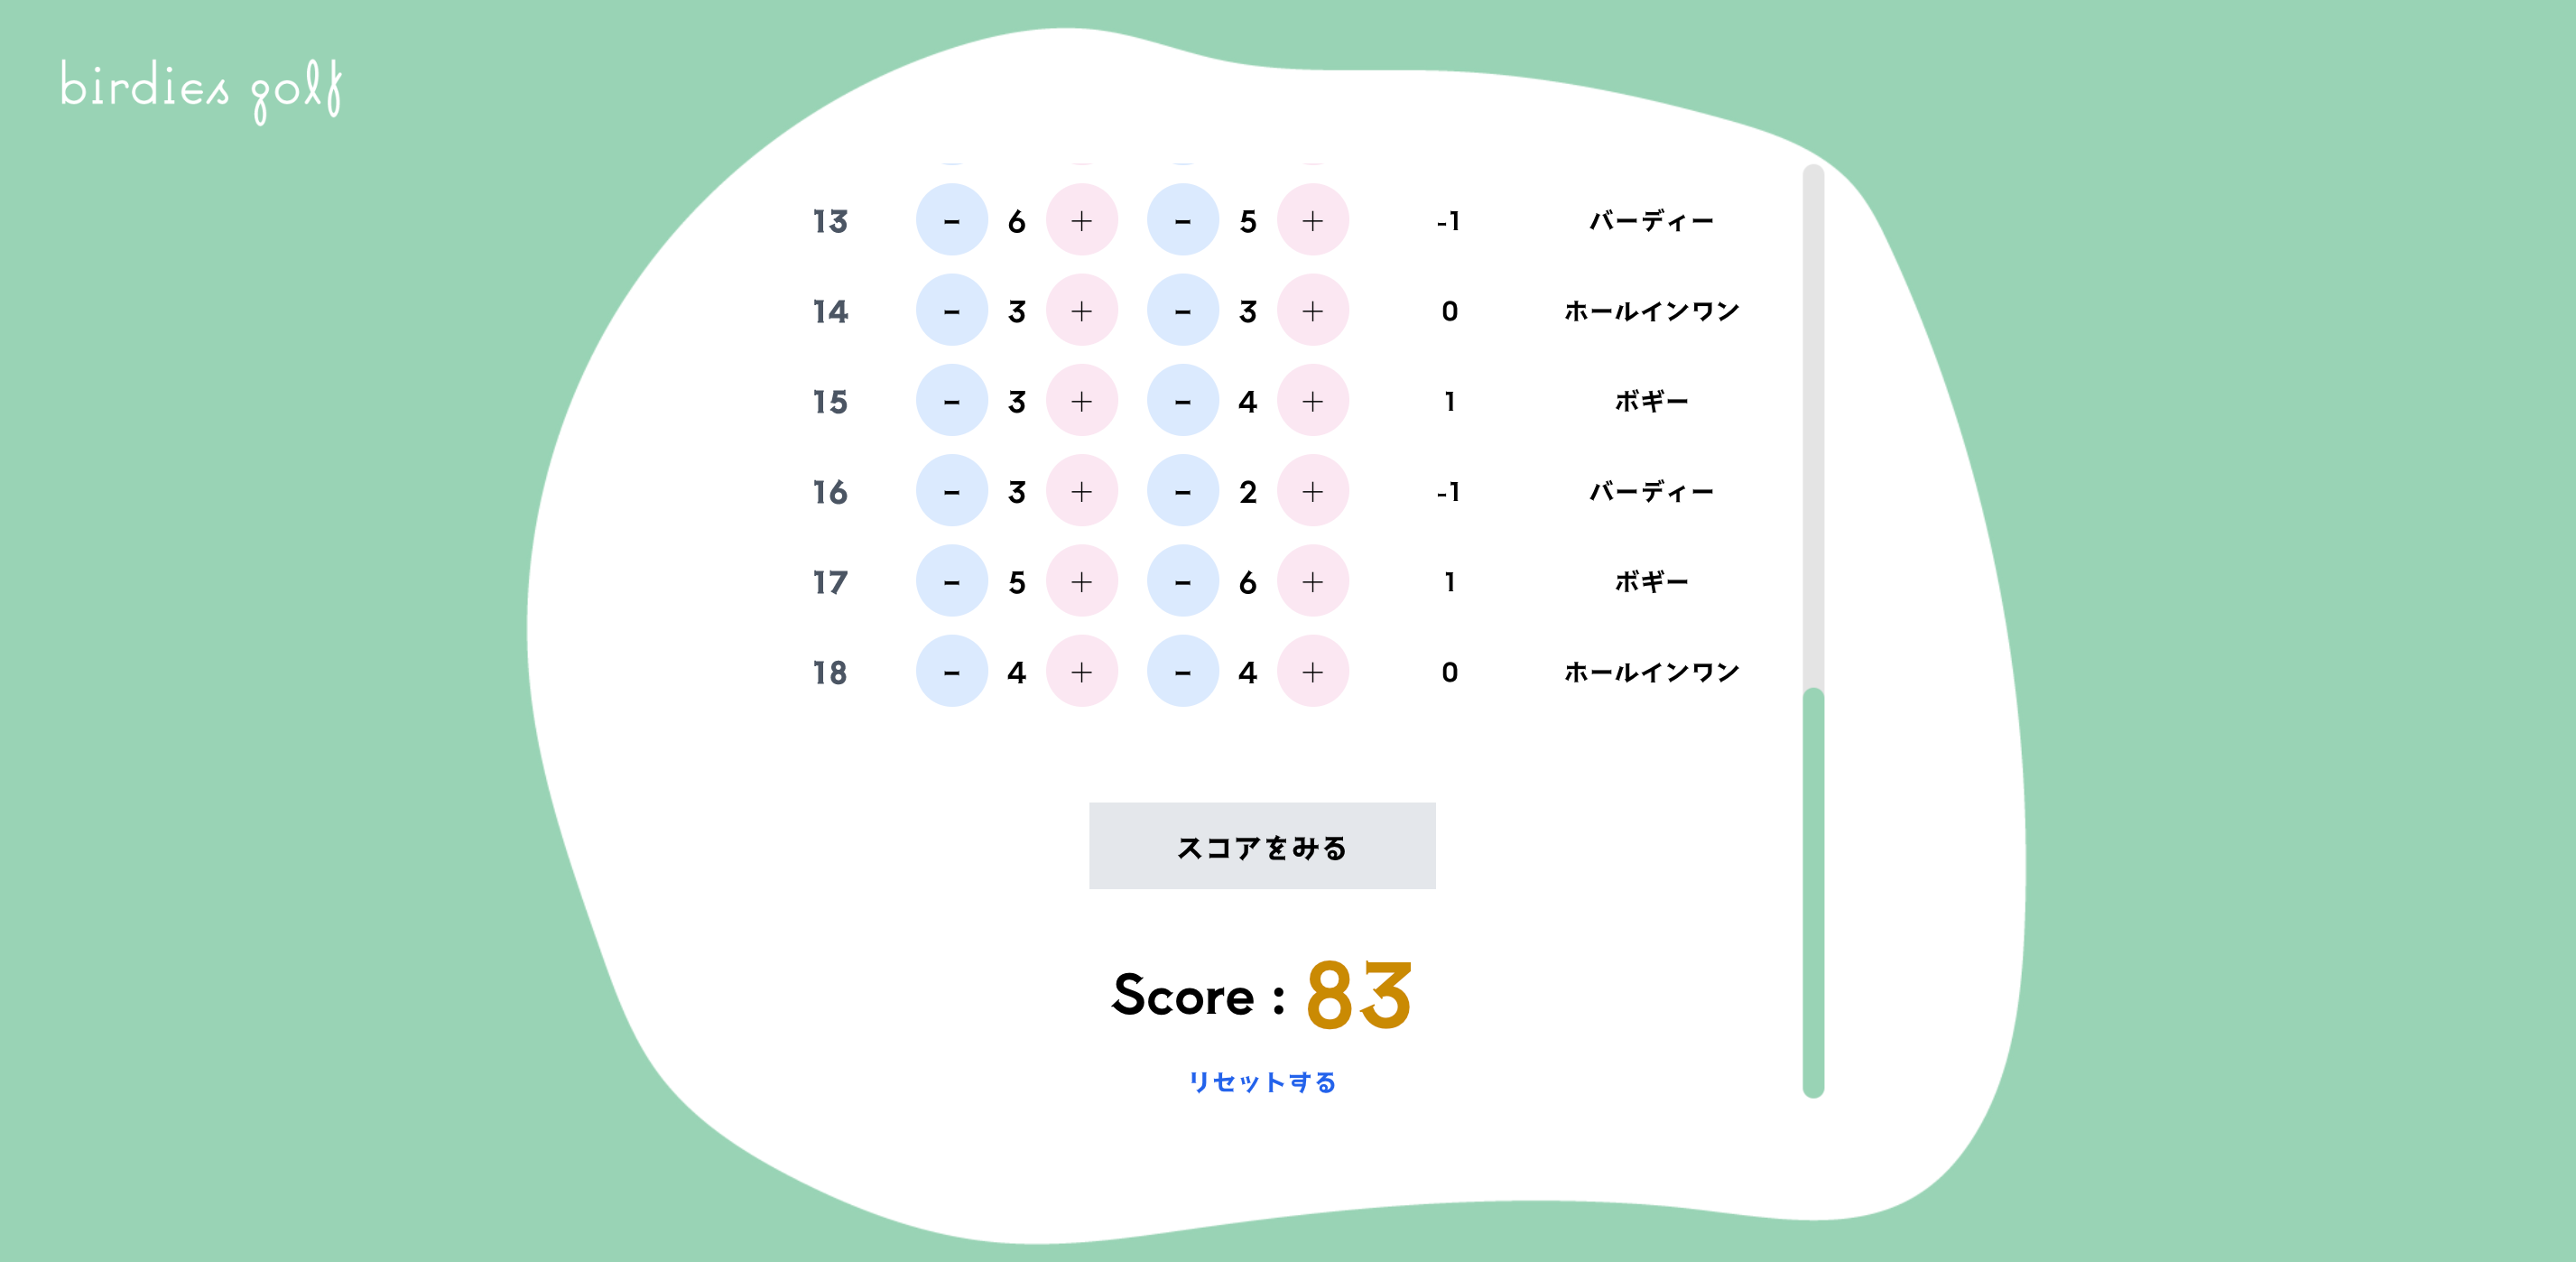 birdies golf
13 - 6 + - 5 + -1 バーディー
14 - 3 + - 3 + 0 ホールインワン
15 - 3 + - 4 + 1 ボギー
16 - 3 + - 2 + -1 バーディー
17 - 5 + - 6 + 1 ボギー
18 - 4 + - 4 + 0 ホールインワン
スコアをみる
Score : 83
リセットする